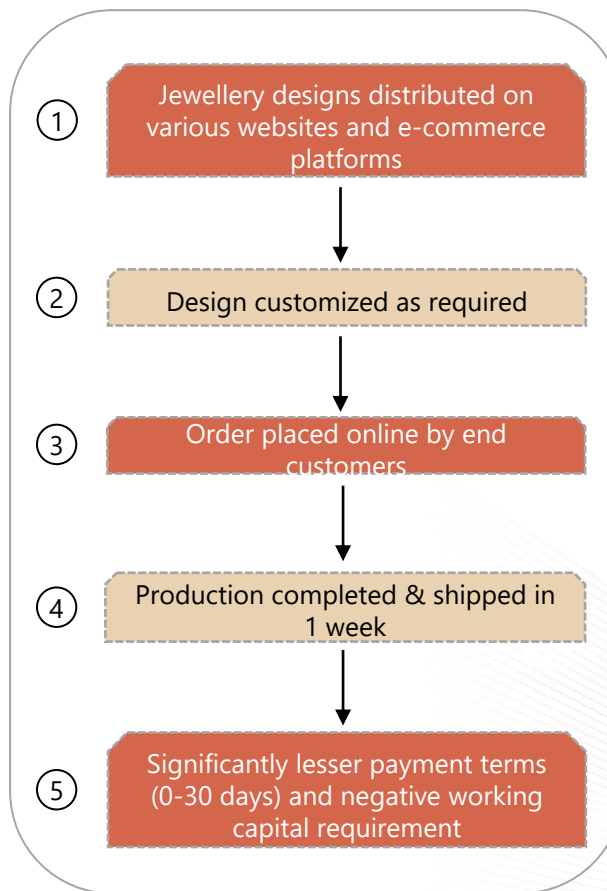 1
Jewellery designs distributed on
various websites and e-commerce
platforms
2
Design customized as required
3
Order placed online by end
customers
4
Production completed & shipped in
1 week
5
Significantly lesser payment terms
(0-30 days) and negative working
capital requirement